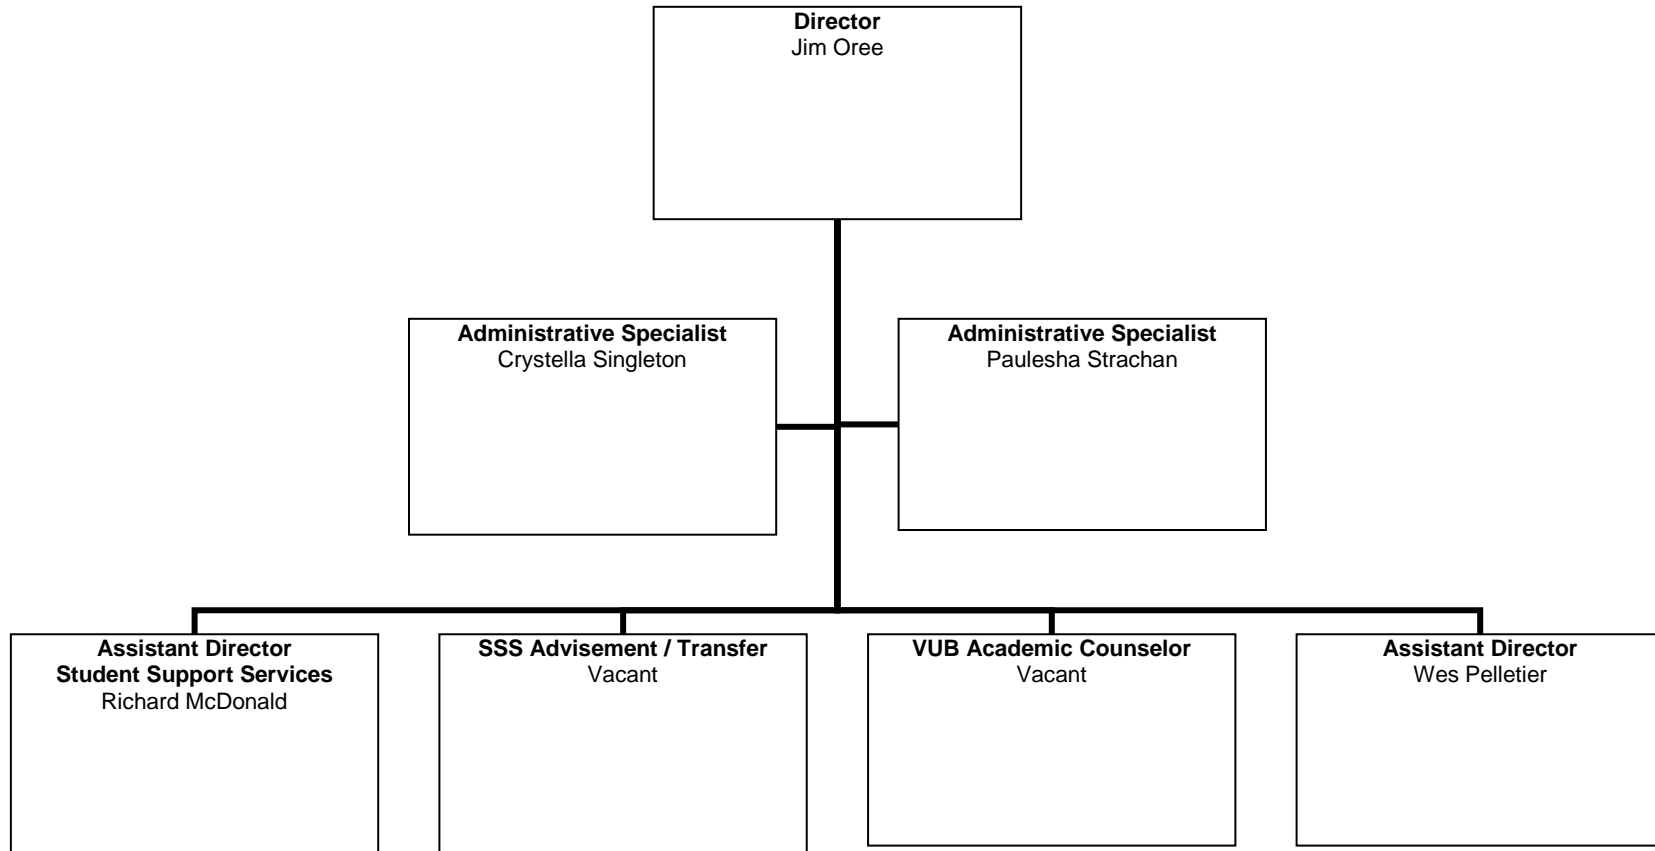 Director
Jim Oree
Administrative Specialist
Crystella Singleton
Administrative Specialist
Paulesha Strachan
Assistant Director
Student Support Services
Richard McDonald
SSS Advisement / Transfer
Vacant
VUB Academic Counselor
Vacant
Assistant Director
Wes Pelletier